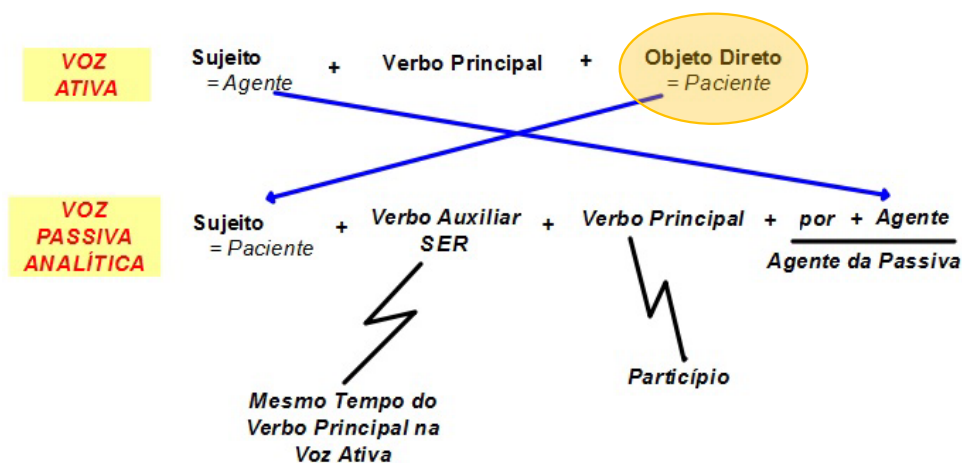 VOZ
ATIVA
Sujeito
= Agente
+
Verbo Principal
+
Objeto Direto
= Paciente
VOZ
PASSIVA
ANALÍTICA
Sujeito
= Paciente
+
Verbo Auxiliar
SER
+
Verbo Principal
+
por + Agente
Agente da Passiva
Mesmo Tempo do
Verbo Principal na
Voz Ativa
Particípio